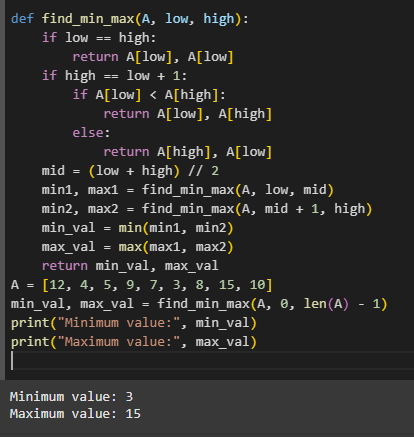 def find_min_max(A, low, high):
    if low == high:
        return A[low], A[low]
    if high == low + 1:
        if A[low] < A[high]:
            return A[low], A[high]
        else:
            return A[high], A[low]
    mid = (low + high) // 2
    min1, max1 = find_min_max(A, low, mid)
    min2, max2 = find_min_max(A, mid + 1, high)
    min_val = min(min1, min2)
    max_val = max(max1, max2)
    return min_val, max_val
A = [12, 4, 5, 9, 7, 3, 8, 15, 10]
min_val, max_val = find_min_max(A, 0, len(A) - 1)
print("Minimum value:", min_val)
print("Maximum value:", max_val)
Minimum value: 3
Maximum value: 15